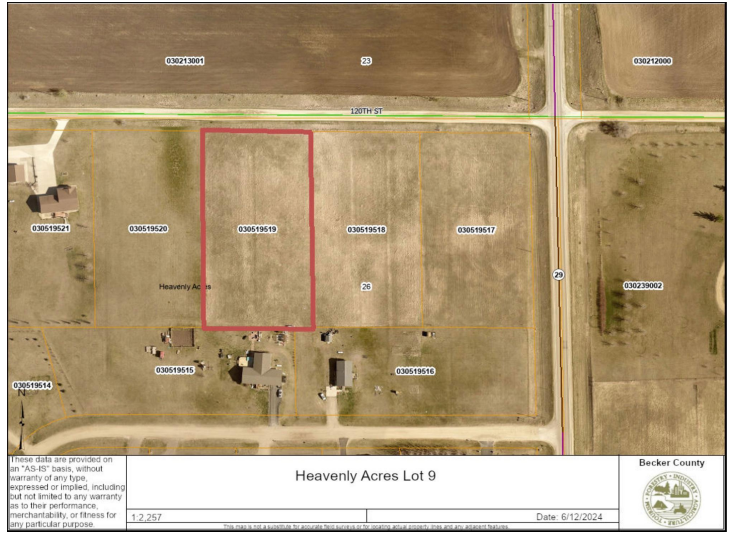 030213001
23
030212000
120TH ST
030519521
030519520
030519519
030519518
030519517
29
030239002
Heavenly Acres
26
030519514
030519515
030519516
N
These data are provided on
an "AS-IS" basis, without
warranty of any type,
expressed or implied, including
but not limited to any warranty
as to their performance,
merchantability, or fitness for
any particular purpose.
Heavenly Acres Lot 9
1:2,257
Date: 6/12/2024
This map is not a substitute for accurate field surveys or for locating actual property lines and any adjacent features.
Becker County
FORESTRY INDUSTRY
AGRICULTURE TOURISM